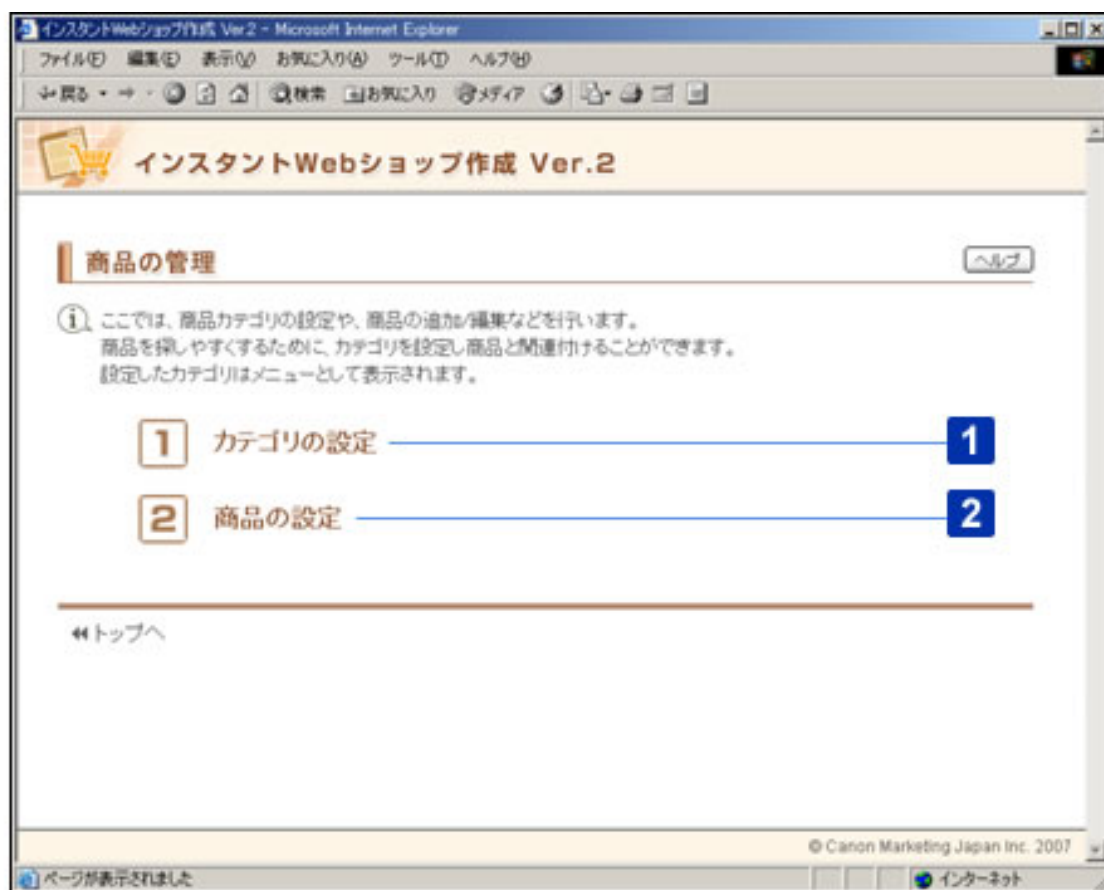 インスタントWebショップ作成 Ver.2 - Microsoft Internet Explorer
ファイル(F) 編集(E) 表示(V) お気に入り(A) ツール(T) ヘルプ(H)
戻る 検索 お気に入り メディア
インスタントWebショップ作成 Ver.2
商品の管理 ヘルプ
i ここでは、商品カテゴリの設定や、商品の追加/編集などを行います。
商品を探しやすくするために、カテゴリを設定し商品と関連付けることができます。
設定したカテゴリはメニューとして表示されます。
1 カテゴリの設定 1
2 商品の設定 2
トップへ
© Canon Marketing Japan Inc. 2007
ページが表示されました インターネット